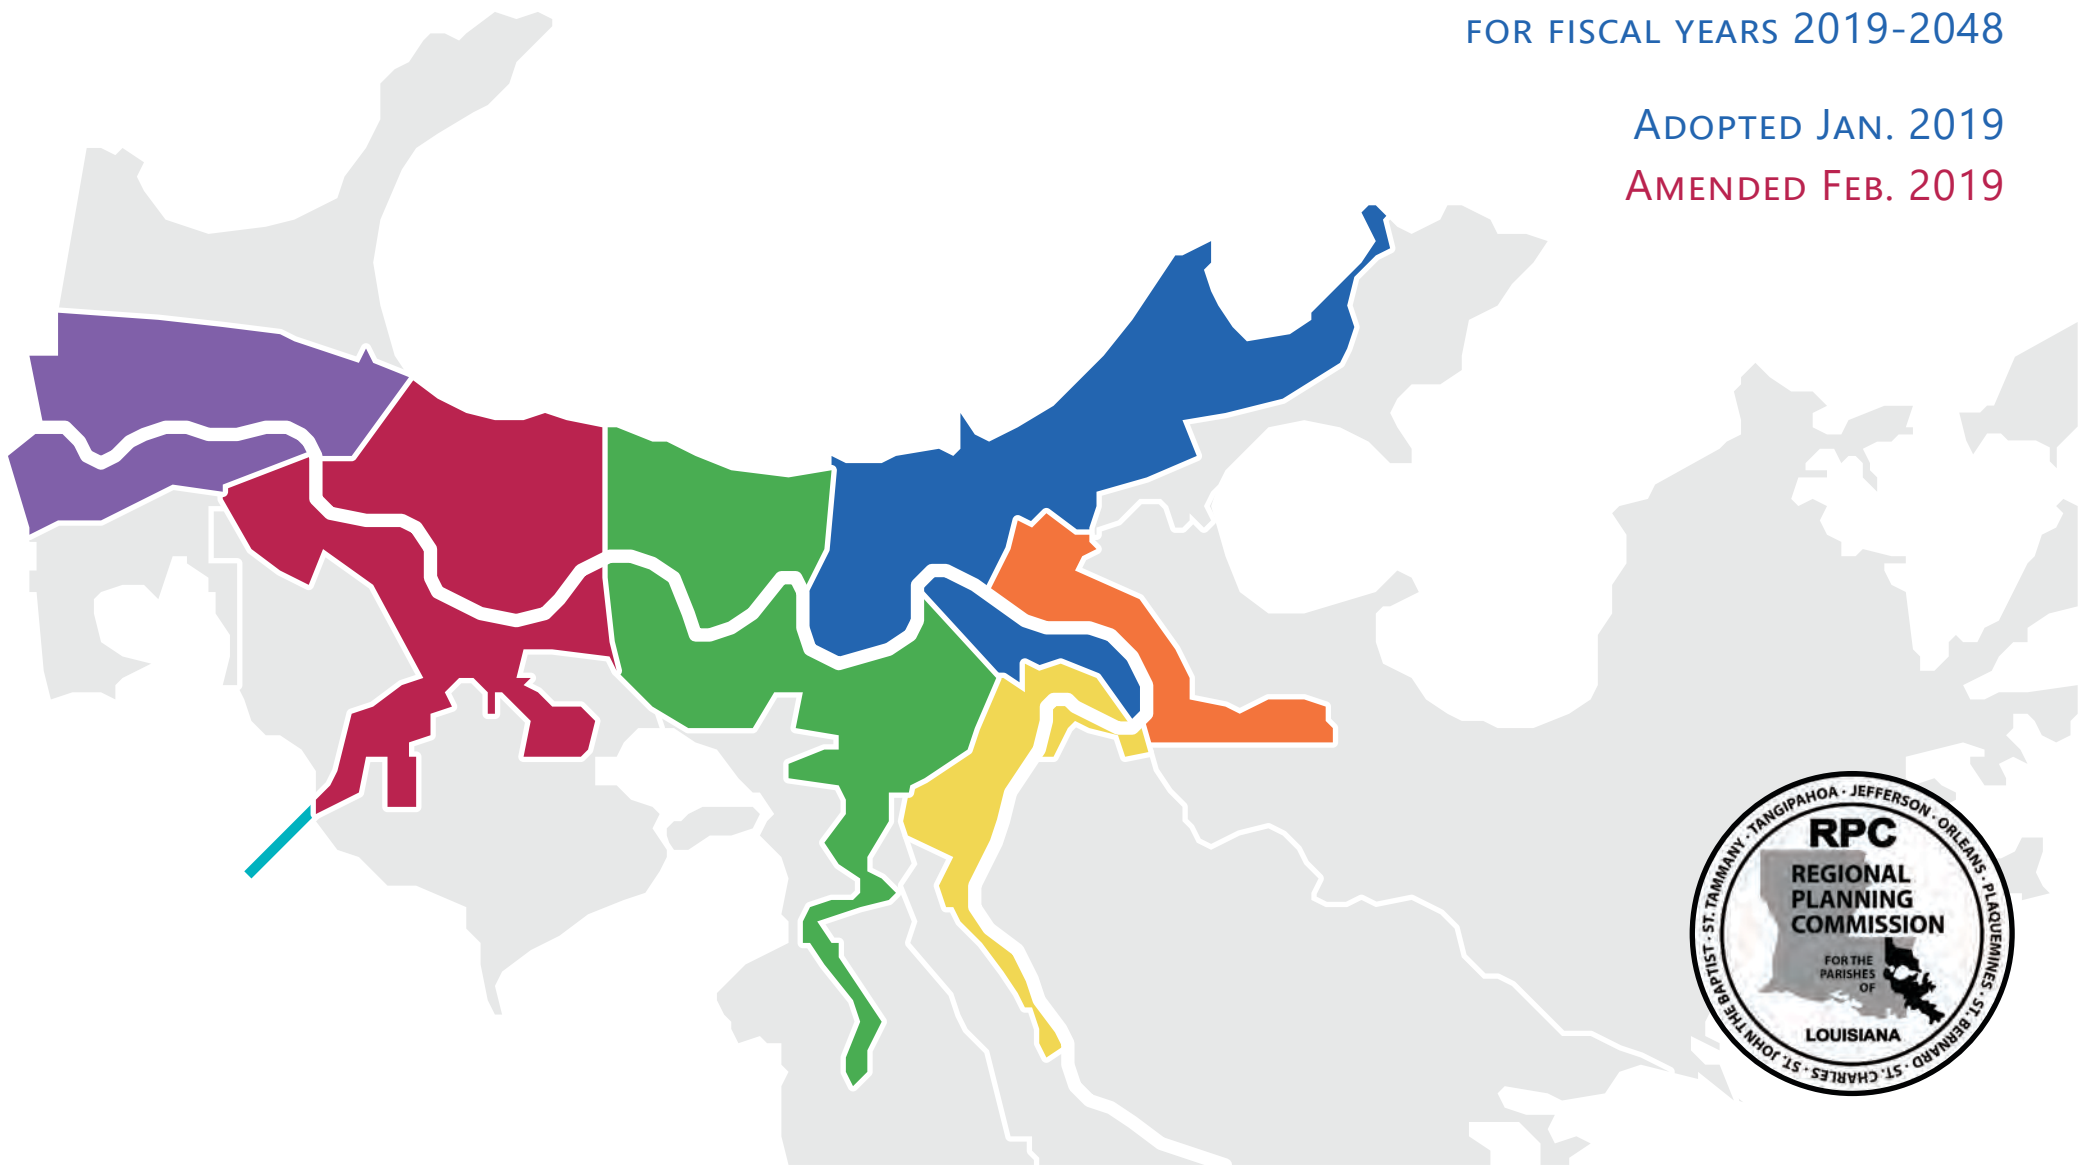 FOR FISCAL YEARS 2019-2048
ADOPTED JAN. 2019
AMENDED FEB. 2019
RPC
REGIONAL
PLANNING
COMMISSION
FOR THE
PARISHES
OF
LOUISIANA
JEFFERSON · ORLEANS · PLAQUEMINES · ST. BERNARD · ST. CHARLES · ST. JOHN THE BAPTIST · ST. TAMMANY · TANGIPAHOA ·